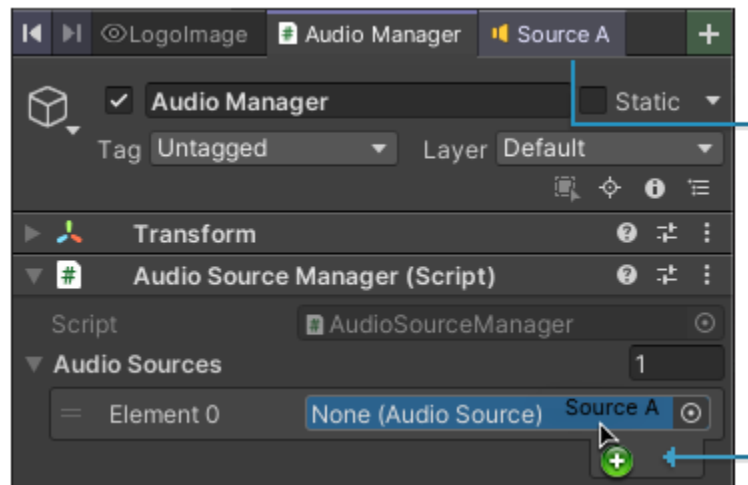 LogoImage # Audio Manager Source A +
Audio Manager Static
Tag Untagged Layer Default
Transform
# Audio Source Manager (Script)
Script # AudioSourceManager
Audio Sources 1
Element 0 None (Audio Source) Source A